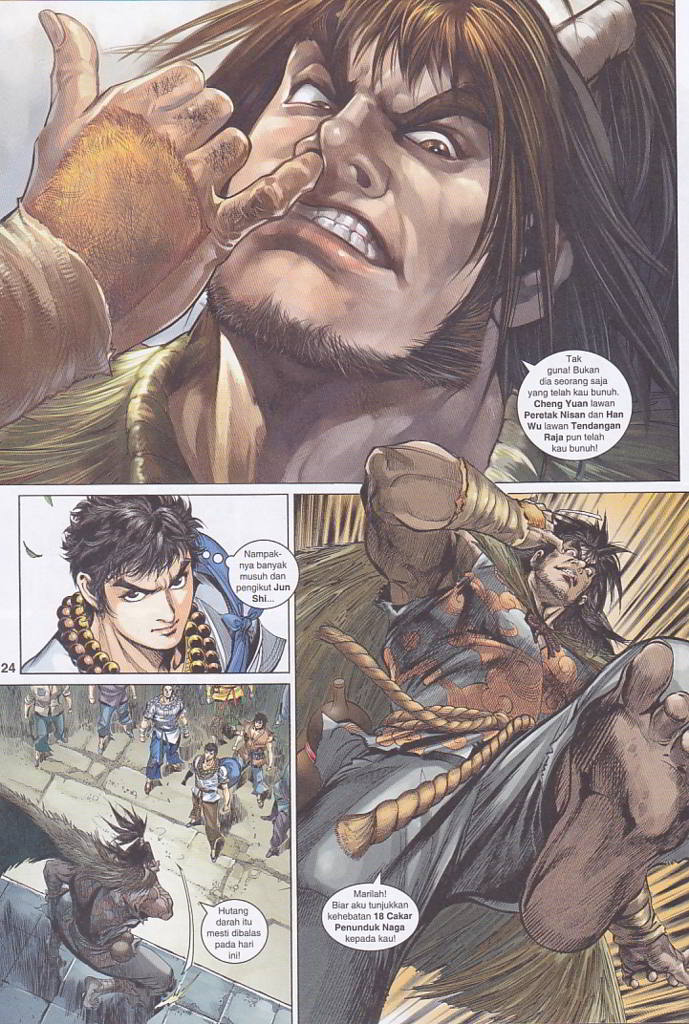 Tak
guna! Bukan
dia seorang saja
yang telah kau bunuh.
Cheng Yuan lawan
Peretak Nisan dan Han
Wu lawan Tendangan
Raja pun telah
kau bunuh!
Nampak-
nya banyak
musuh dan
pengikut Jun
Shi...
24
Hutang
darah itu
mesti dibalas
pada hari
ini!
Marilah!
Biar aku tunjukkan
kehebatan 18 Cakar
Penunduk Naga
kepada kau!